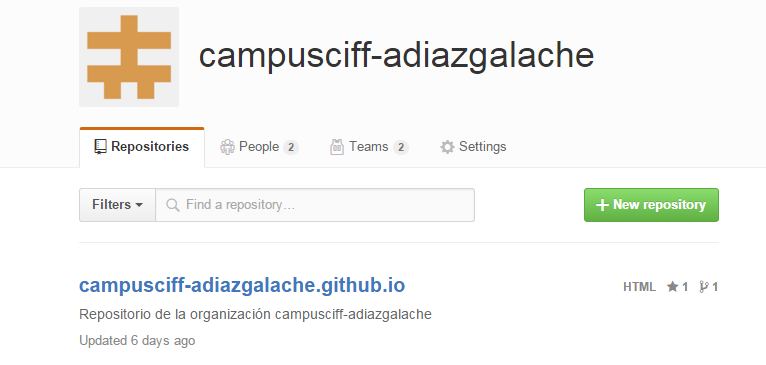 campusciff-adiazgalache
Repositories People 2 Teams 2 Settings
Filters Find a repository... New repository
campusciff-adiazgalache.github.io HTML 1 1
Repositorio de la organización campusciff-adiazgalache
Updated 6 days ago